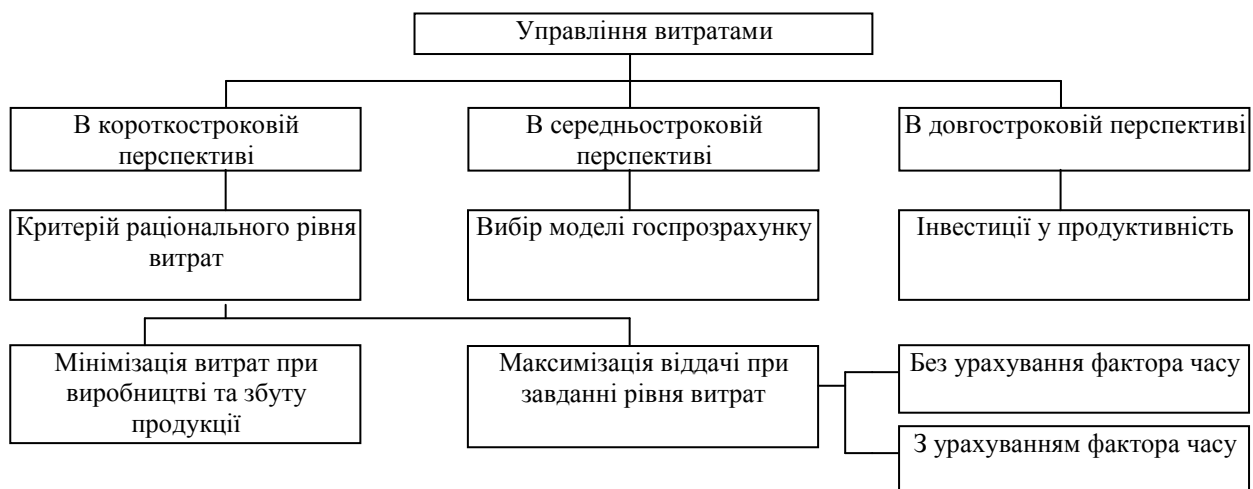 Управління витратами
В короткостроковій
перспективі
В середньостроковій
перспективі
В довгостроковій перспективі
Критерій раціонального рівня
витрат
Вибір моделі госпрозрахунку
Інвестиції у продуктивність
Мінімізація витрат при
виробництві та збуту
продукції
Максимізація віддачі при
завданні рівня витрат
Без урахування фактора часу
З урахуванням фактора часу